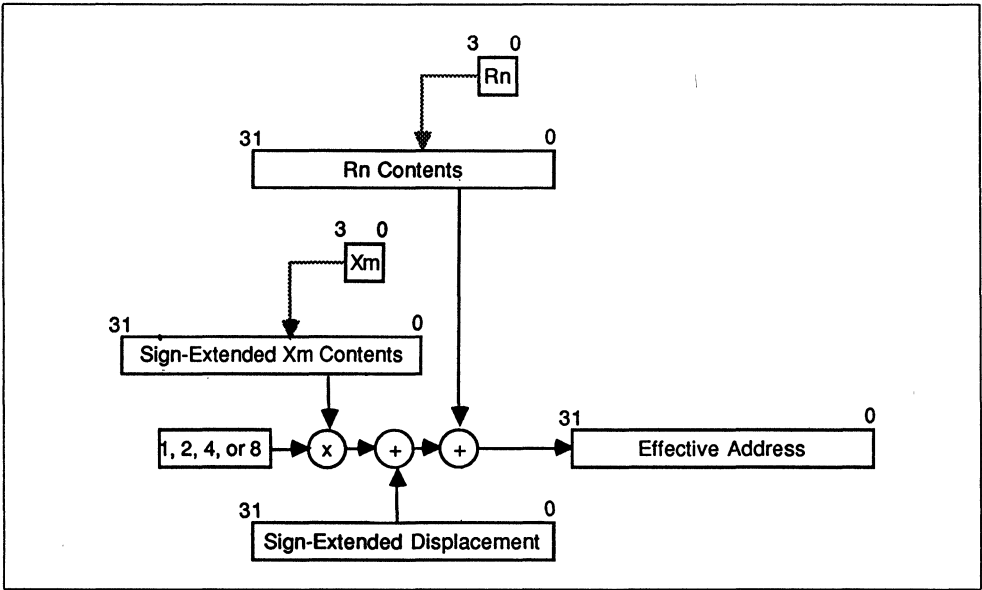 3 0
Rn
31 0
Rn Contents
3 0
Xm
31 0
Sign-Extended Xm Contents
31 0
1, 2, 4, or 8 x + + Effective Address
31 0
Sign-Extended Displacement